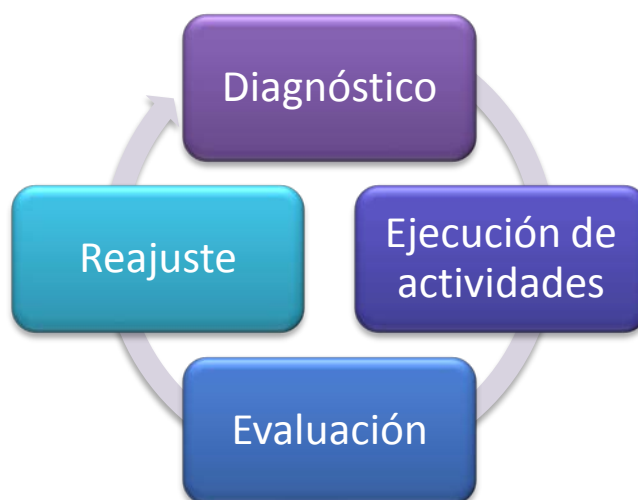 Diagnóstico
Ejecución de
actividades
Evaluación
Reajuste